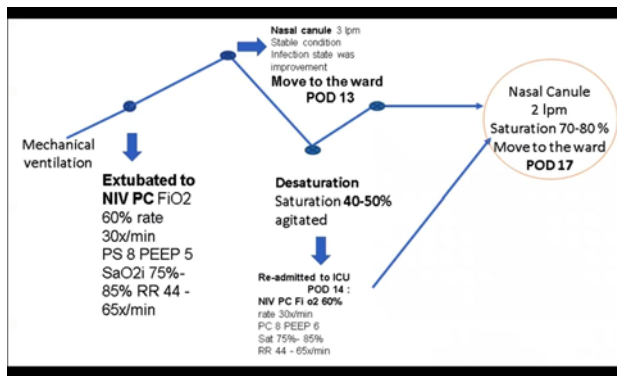 Nasal canule 3 lpm
Stable condition
Infection state was
improvement
Move to the ward
POD 13
Mechanical
ventilation
Extubated to
NIV PC FiO2
60% rate
30x/min
PS 8 PEEP 5
SaO2i 75%-
85% RR 44 -
65x/min
Desaturation
Saturation 40-50%
agitated
Re-admitted to ICU
POD 14 :
NIV PC Fi o2 60%
rate 30x/min
PC 8 PEEP 6
Sat 75%- 85%
RR 44 - 65x/min
Nasal Canule
2 lpm
Saturation 70-80 %
Move to the ward
POD 17